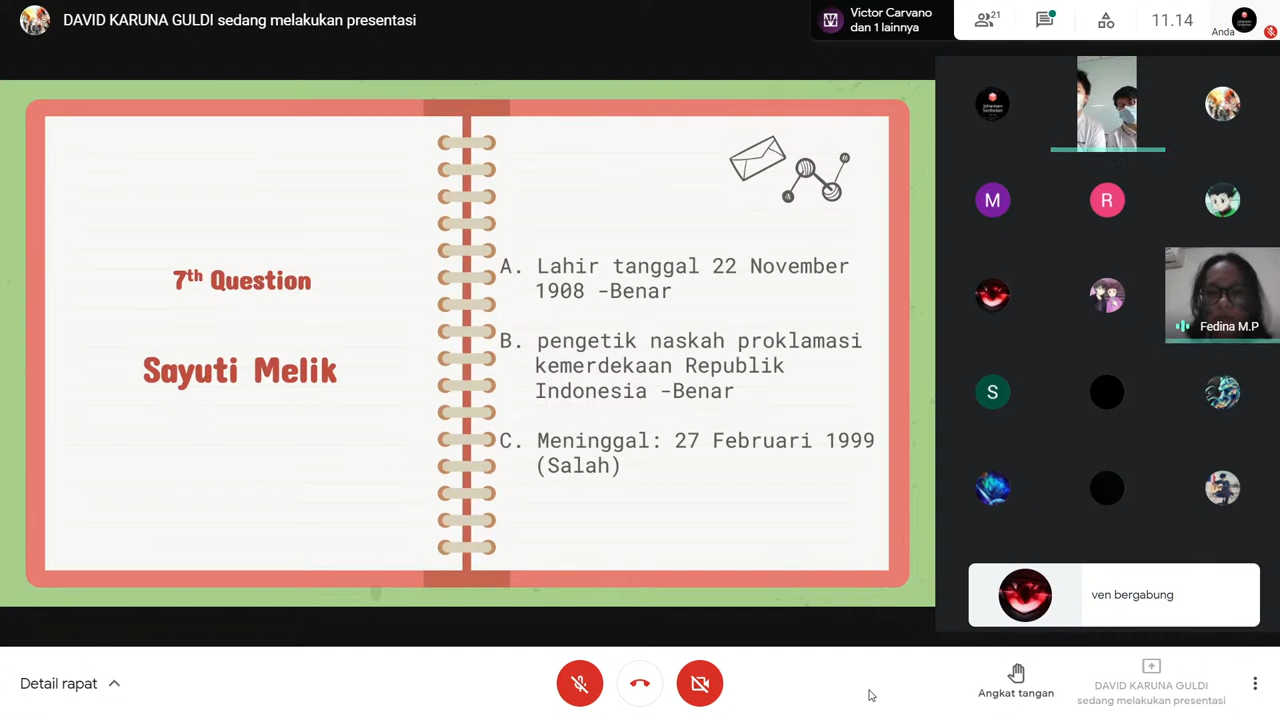 DAVID KARUNA GULDI sedang melakukan presentasi
Victor Carvano
dan 1 lainnya
21
11.14
Anda
7th Question
Sayuti Melik
A. Lahir tanggal 22 November
1908 -Benar
B. pengetik naskah proklamasi
kemerdekaan Republik
Indonesia -Benar
C. Meninggal: 27 Februari 1999
(Salah)
M
R
Fedina M.P
S
ven bergabung
Detail rapat
Angkat tangan
DAVID KARUNA GULDI
sedang melakukan presentasi